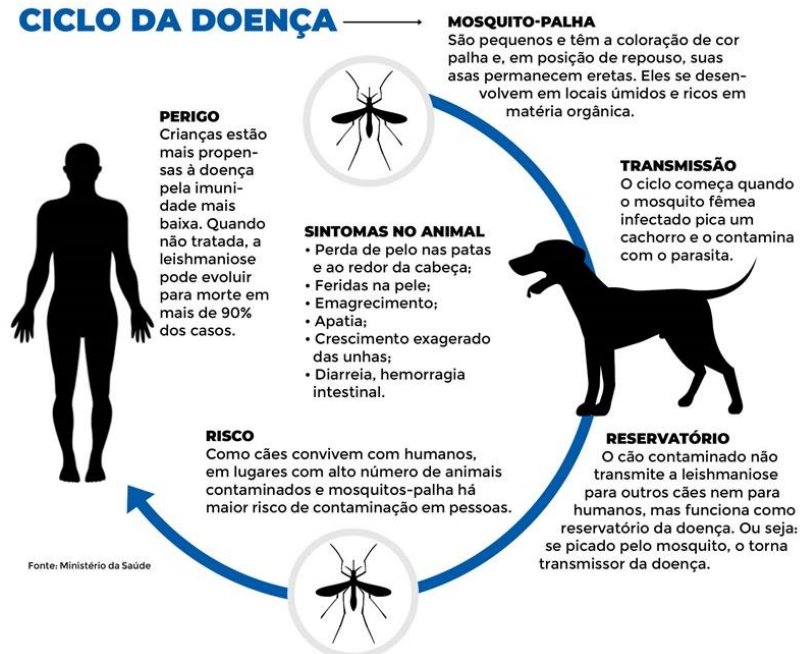 CICLO DA DOENÇA
MOSQUITO-PALHA
São pequenos e têm a coloração de cor
palha e, em posição de repouso, suas
asas permanecem eretas. Eles se desen-
volvem em locais úmidos e ricos em
matéria orgânica.
PERIGO
Crianças estão
mais propen-
sas à doença
pela imuni-
dade mais
baixa. Quando
não tratada, a
leishmaniose
pode evoluir
para morte em
mais de 90%
dos casos.
TRANSMISSÃO
O ciclo começa quando
o mosquito fêmea
infectado pica um
cachorro e o contamina
com o parasita.
SINTOMAS NO ANIMAL
• Perda de pelo nas patas
e ao redor da cabeça;
• Feridas na pele;
• Emagrecimento;
• Apatia;
• Crescimento exagerado
das unhas;
• Diarreia, hemorragia
intestinal.
RISCO
Como cães convivem com humanos,
em lugares com alto número de animais
contaminados e mosquitos-palha há
maior risco de contaminação em pessoas.
RESERVATÓRIO
O cão contaminado não
transmite a leishmaniose
para outros cães nem para
humanos, mas funciona como
reservatório da doença. Ou seja:
se picado pelo mosquito, o torna
transmissor da doença.
Fonte: Ministério da Saúde